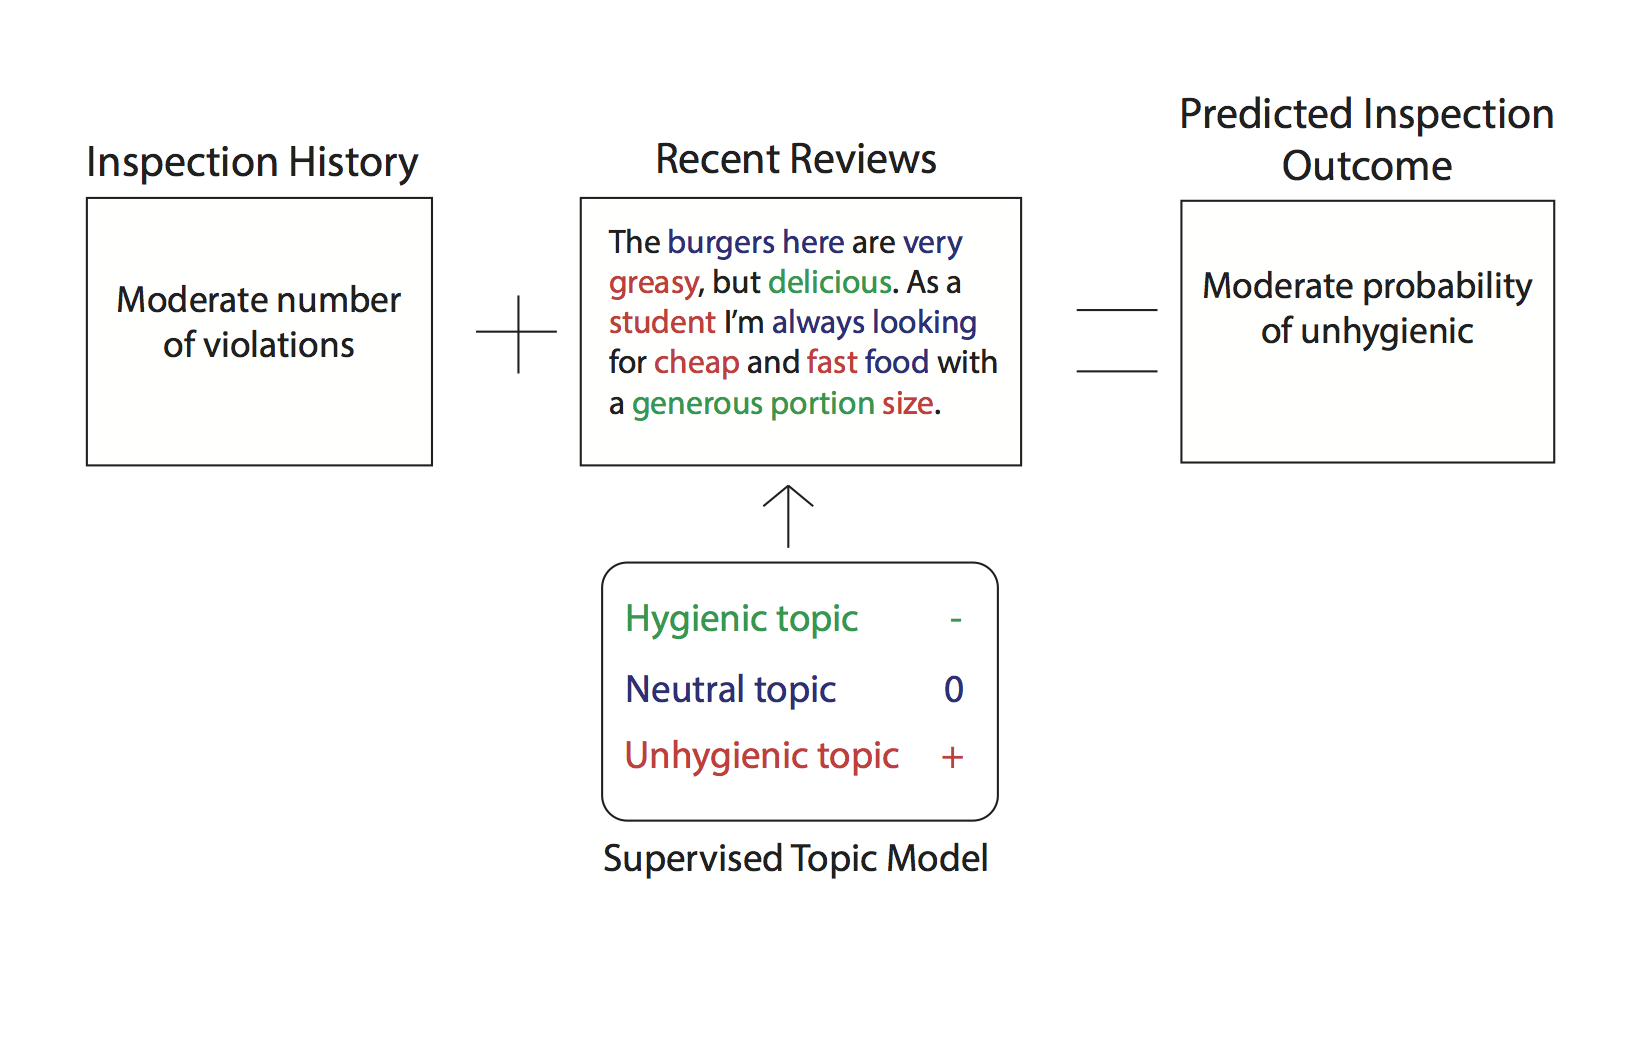 Inspection History
Moderate number
of violations
Recent Reviews
The burgers here are very
greasy, but delicious. As a
student I'm always looking
for cheap and fast food with
a generous portion size.
Predicted Inspection
Outcome
Moderate probability
of unhygienic
Hygienic topic -
Neutral topic 0
Unhygienic topic +
Supervised Topic Model